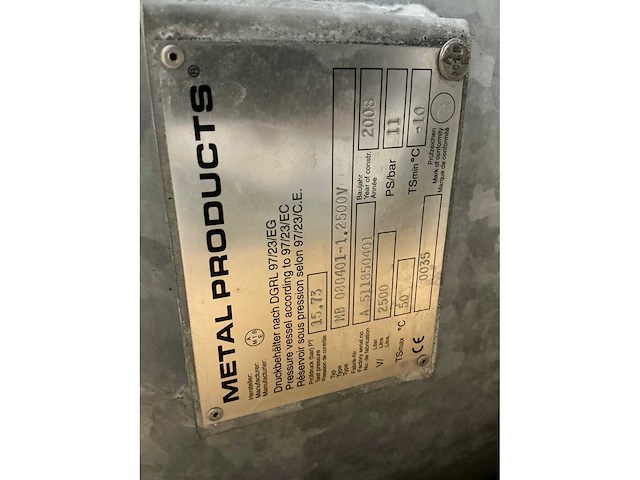 METAL PRODUCTS ®
Hersteller:
Manufacturer:
Manufacturier:
Druckbehälter nach DGRL 97/23/EG
Pressure vessel according to 97/23/EC
Réservoir sous pression selon 97/23/C.E.
Prüfdruck (bar) PT
Test pressure
Pression de contrôle
15,73
Typ
Type
Type
MB 080401-1.2500V
Fabrik-Nr.
Factory serial no.
No. de fabrication
A 511850401
Baujahr
Year of constr.
Année
2008
V/
Liter
Litre
Litres
2500
PS/bar
11
TSmax °C
50
TSmin °C
-10
CE
0035
Prüfzeichen
Mark of conformity
Marque de conformité